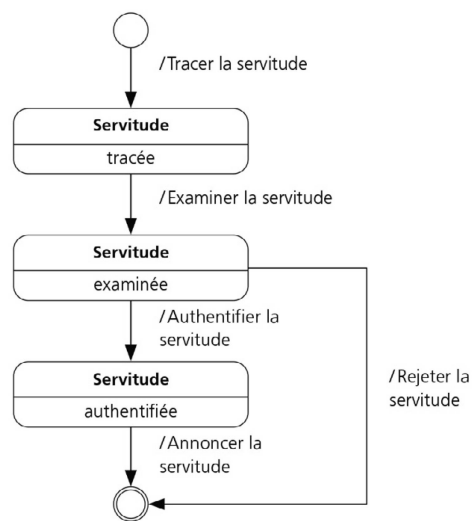 /Tracer la servitude
Servitude
tracée
/Examiner la servitude
Servitude
examinée
/Authentifier la
servitude
/Rejeter la
servitude
Servitude
authentifiée
/Annoncer la
servitude